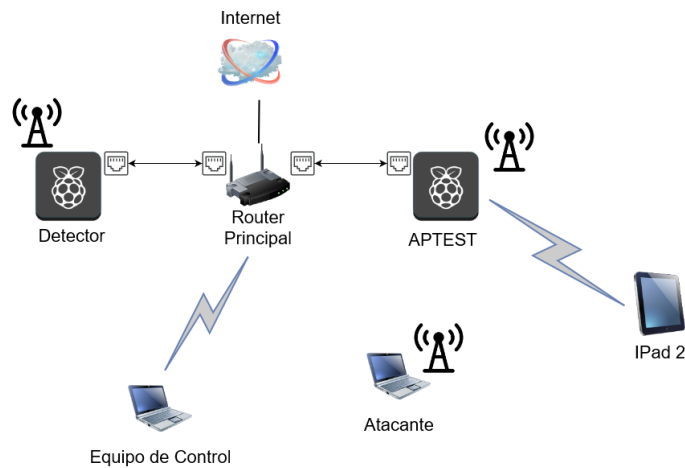 Internet
Detector
Router
Principal
APTEST
IPad 2
Atacante
Equipo de Control